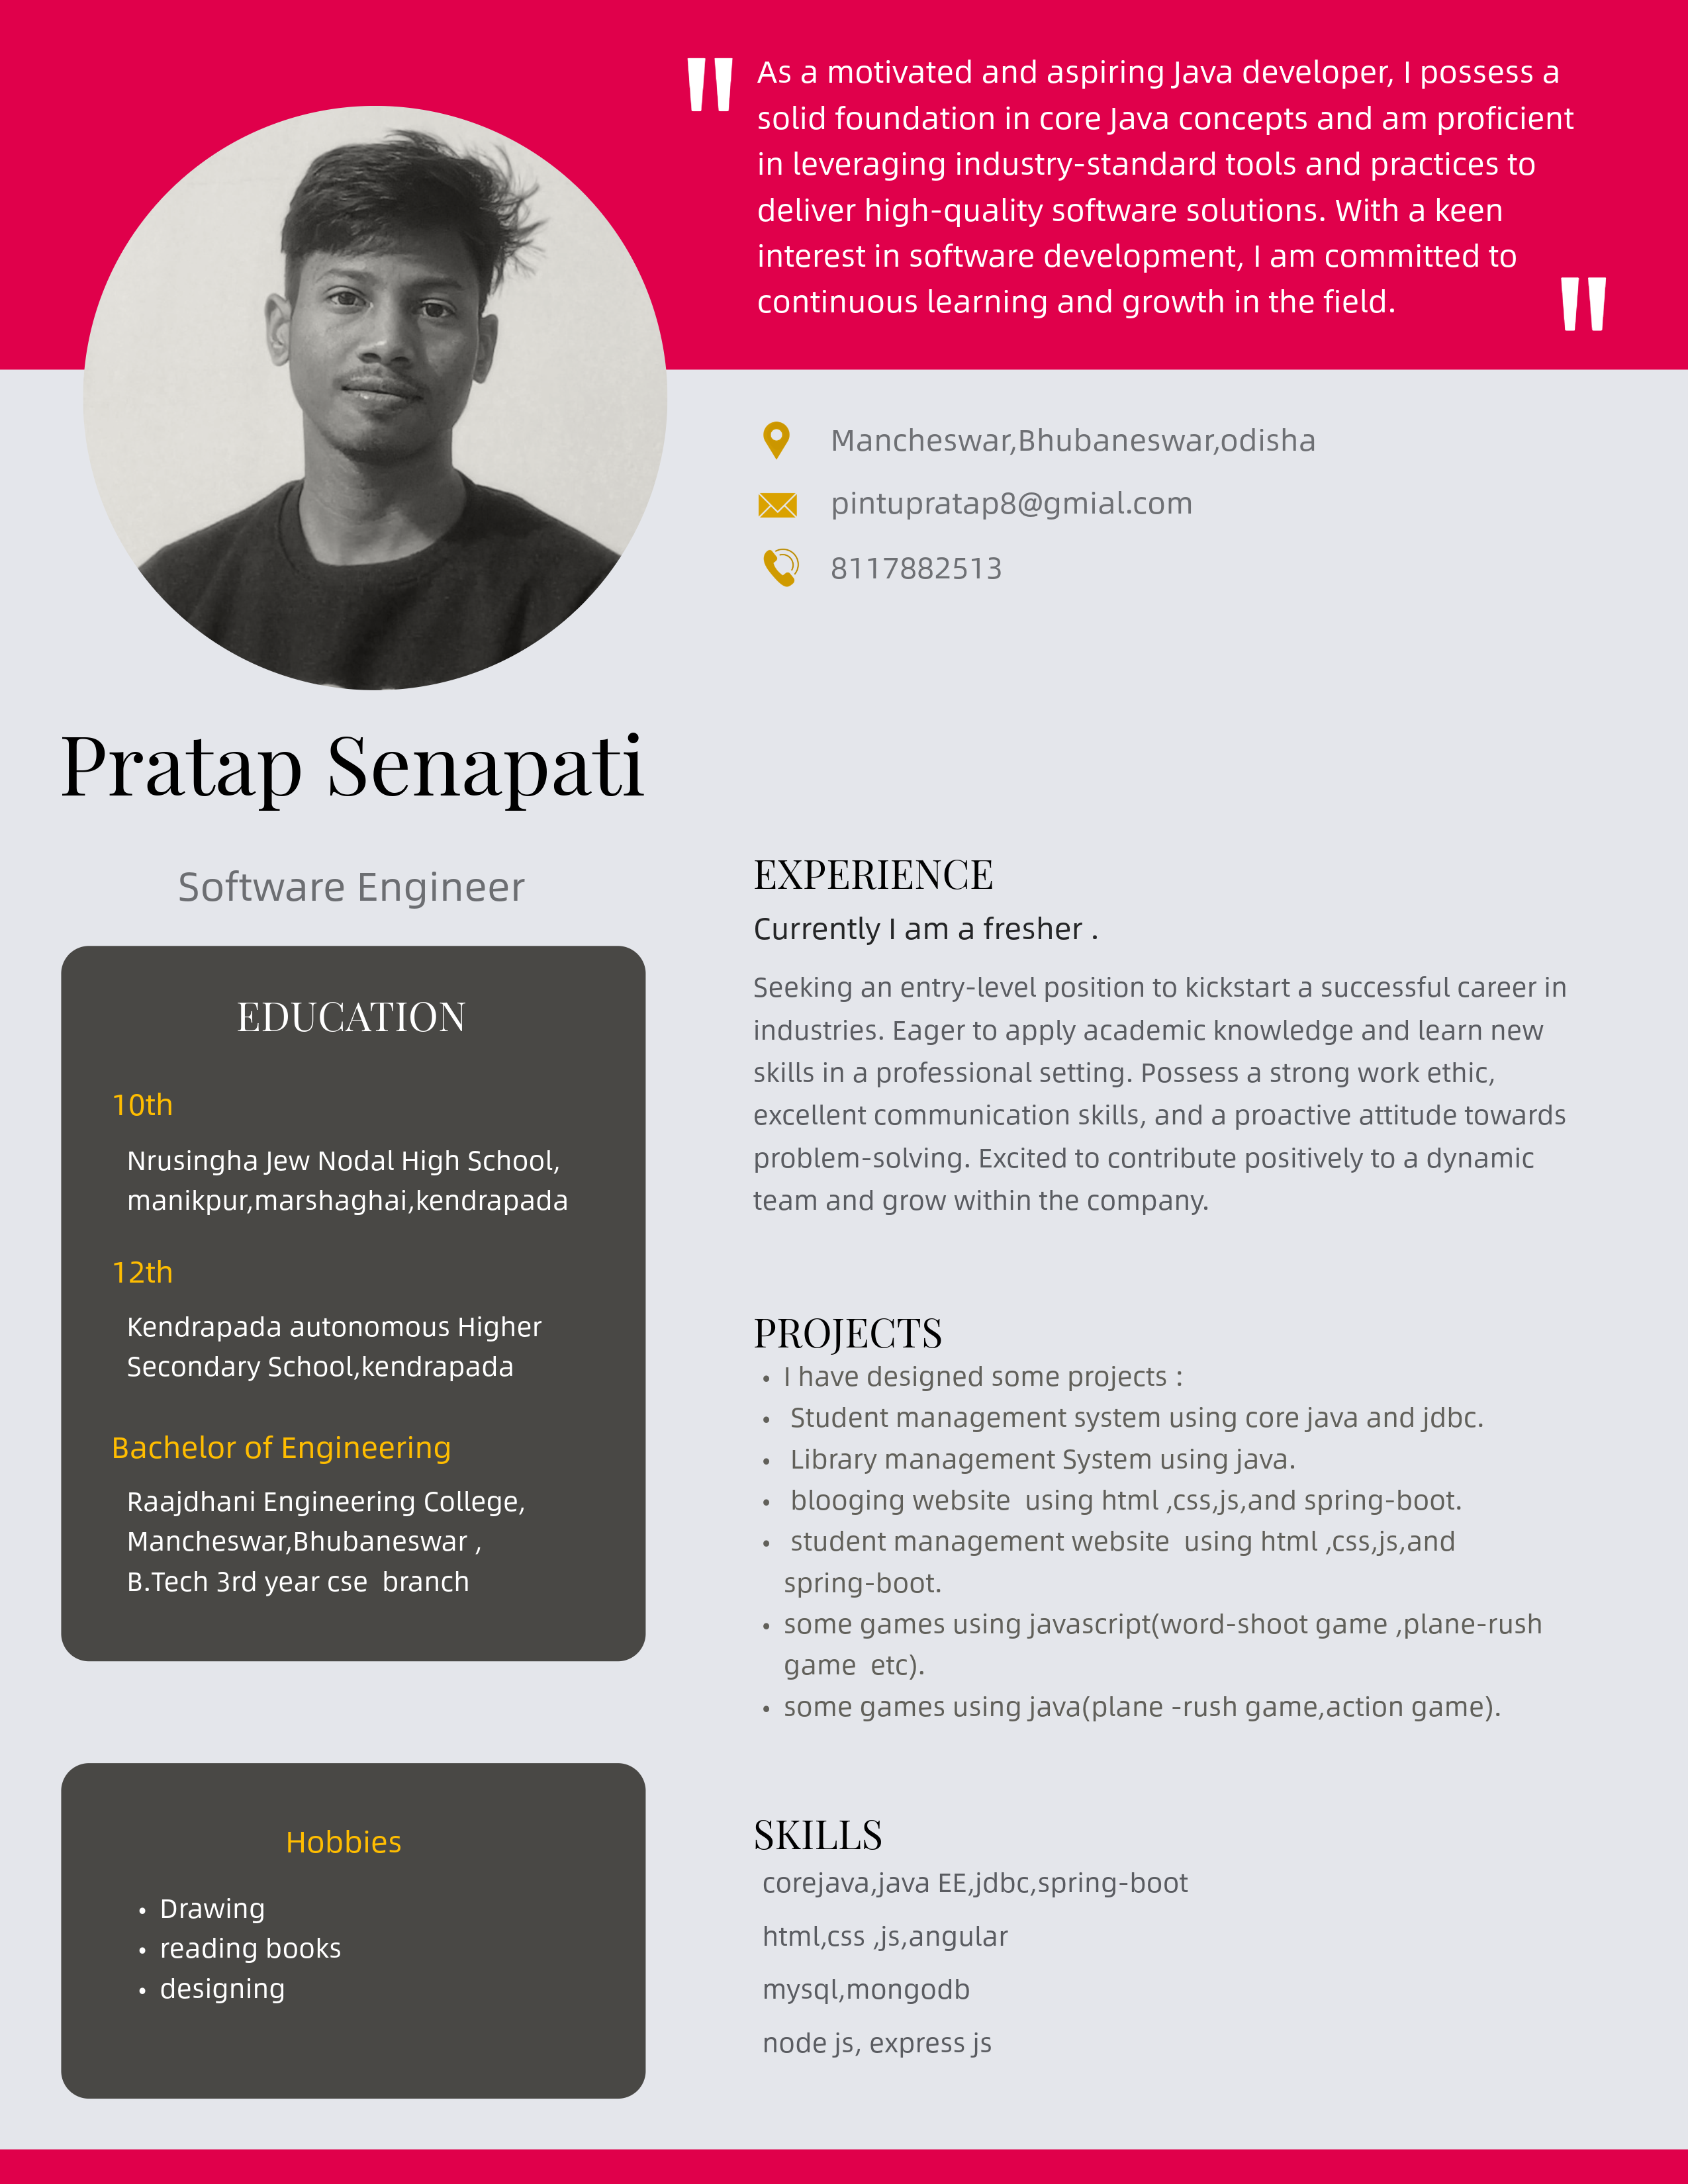 " As a motivated and aspiring Java developer, I possess a
solid foundation in core Java concepts and am proficient
in leveraging industry-standard tools and practices to
deliver high-quality software solutions. With a keen
interest in software development, I am committed to
continuous learning and growth in the field. "
Mancheswar,Bhubaneswar,odisha
pintupratap8@gmial.com
8117882513
Pratap Senapati
Software Engineer
EDUCATION
10th
Nrusingha Jew Nodal High School,
manikpur,marshaghai,kendrapada
12th
Kendrapada autonomous Higher
Secondary School,kendrapada
Bachelor of Engineering
Raajdhani Engineering College,
Mancheswar,Bhubaneswar ,
B.Tech 3rd year cse  branch
Hobbies
• Drawing
• reading books
• designing
EXPERIENCE
Currently I am a fresher .
Seeking an entry-level position to kickstart a successful career in
industries. Eager to apply academic knowledge and learn new
skills in a professional setting. Possess a strong work ethic,
excellent communication skills, and a proactive attitude towards
problem-solving. Excited to contribute positively to a dynamic
team and grow within the company.
PROJECTS
• I have designed some projects :
• Student management system using core java and jdbc.
• Library management System using java.
• blooging website  using html ,css,js,and spring-boot.
• student management website  using html ,css,js,and
spring-boot.
• some games using javascript(word-shoot game ,plane-rush
game  etc).
• some games using java(plane -rush game,action game).
SKILLS
corejava,java EE,jdbc,spring-boot
html,css ,js,angular
mysql,mongodb
node js, express js